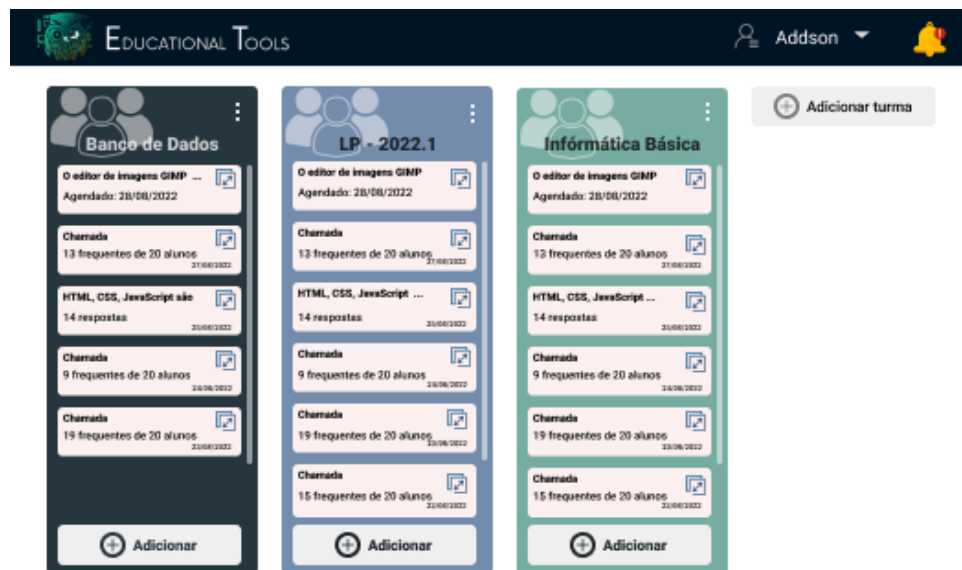 Educational Tools
Addson
Banco de Dados
O editor de imagens GIMP ...
Agendado: 28/08/2022
Chamada
13 frequentes de 20 alunos
HTML, CSS, JavaScript são
14 respostas
Chamada
9 frequentes de 20 alunos
Chamada
19 frequentes de 20 alunos
Adicionar
LP - 2022.1
O editor de imagens GIMP
Agendado: 28/08/2022
Chamada
13 frequentes de 20 alunos
HTML, CSS, JavaScript ...
14 respostas
Chamada
9 frequentes de 20 alunos
Chamada
19 frequentes de 20 alunos
Chamada
15 frequentes de 20 alunos
Adicionar
Infórmática Básica
O editor de imagens GIMP
Agendado: 28/08/2022
Chamada
13 frequentes de 20 alunos
HTML, CSS, JavaScript ...
14 respostas
Chamada
9 frequentes de 20 alunos
Chamada
19 frequentes de 20 alunos
Chamada
15 frequentes de 20 alunos
Adicionar
Adicionar turma